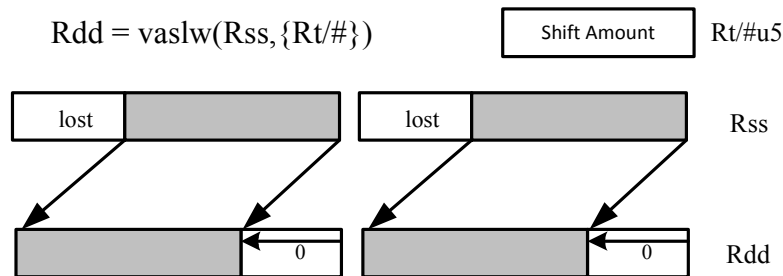 Rdd = vaslw(Rss,{Rt/#}) Shift Amount Rt/#u5
lost lost Rss
0 0 Rdd